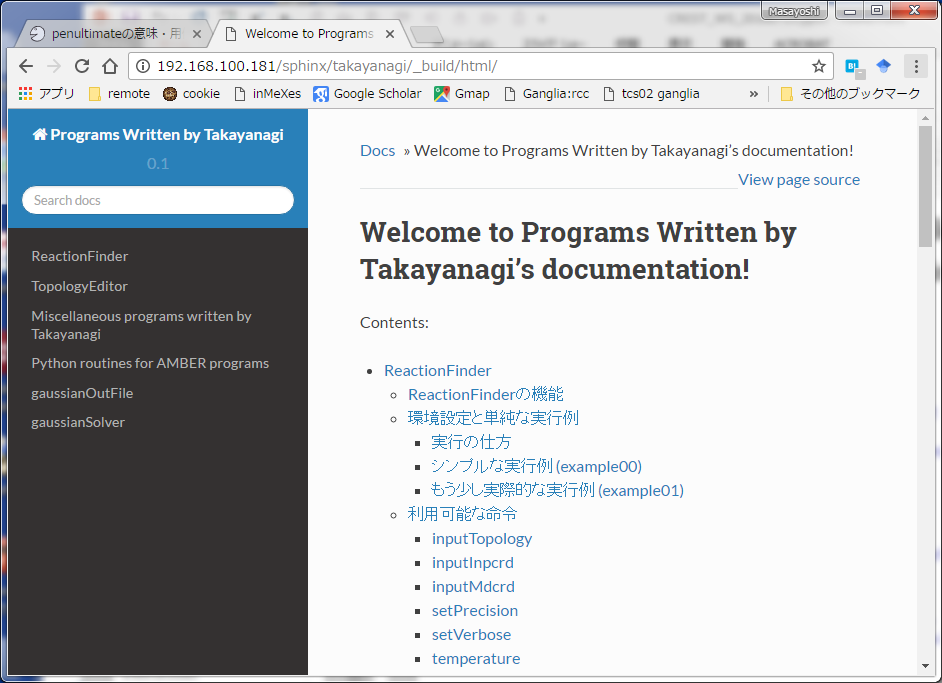 Masayoshi
penultimateの意味・用
Welcome to Programs
192.168.100.181/sphinx/takayanagi/_build/html/
アプリ
remote
cookie
inMeXes
Google Scholar
Gmap
Ganglia:rcc
tcs02 ganglia
»
その他のブックマーク
Programs Written by Takayanagi
0.1
Search docs
ReactionFinder
TopologyEditor
Miscellaneous programs written by
Takayanagi
Python routines for AMBER programs
gaussianOutFile
gaussianSolver
Docs » Welcome to Programs Written by Takayanagi’s documentation!
View page source
Welcome to Programs Written by
Takayanagi’s documentation!
Contents:
ReactionFinder
ReactionFinderの機能
環境設定と単純な実行例
実行の仕方
シンプルな実行例 (example00)
もう少し実際的な実行例 (example01)
利用可能な命令
inputTopology
inputInpcrd
inputMdcrd
setPrecision
setVerbose
temperature